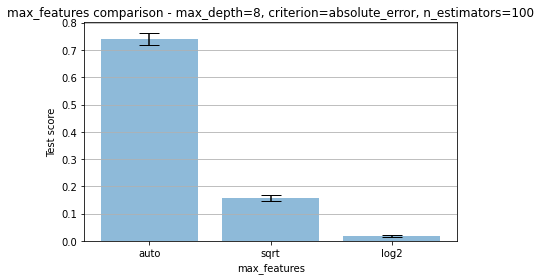 max_features comparison - max_depth=8, criterion=absolute_error, n_estimators=100
0.8
0.7
0.6
0.5
0.4
0.3
0.2
0.1
0.0
Test score
auto sqrt log2
max_features